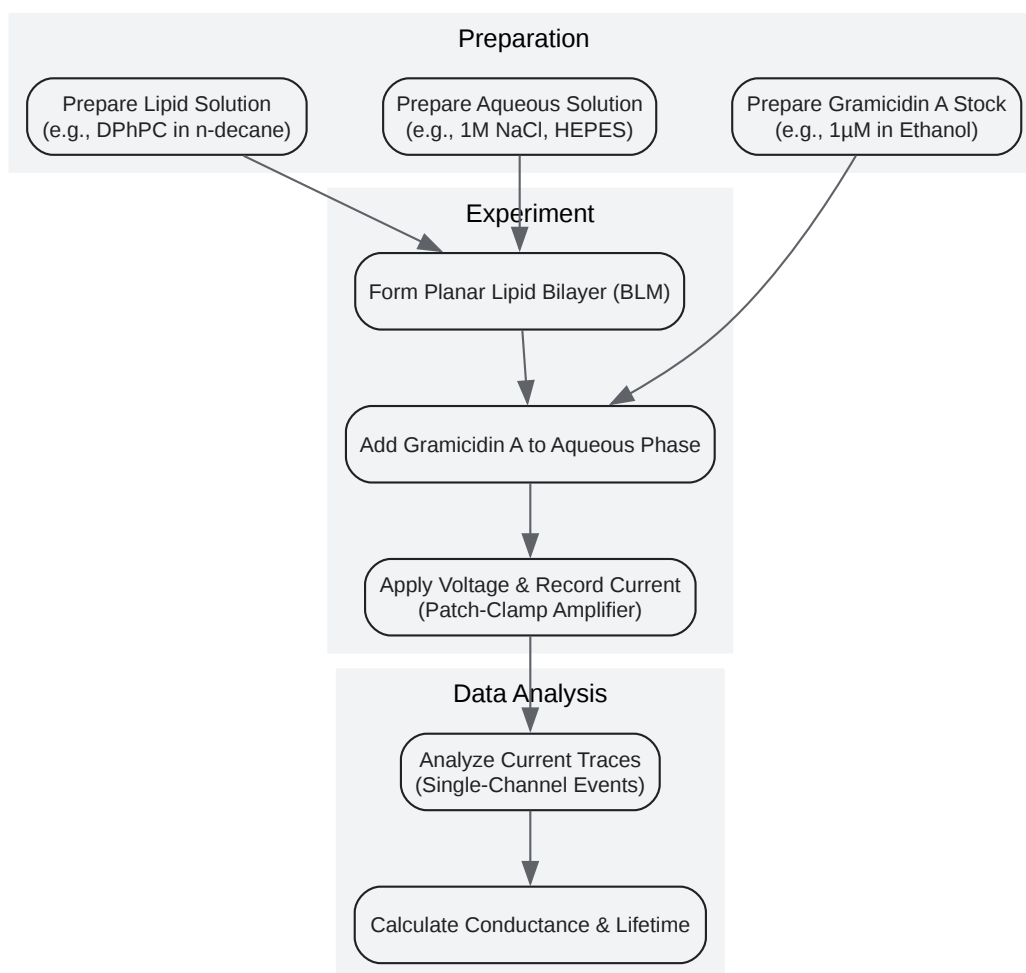 Preparation
Prepare Lipid Solution
(e.g., DPhPC in n-decane)
Prepare Aqueous Solution
(e.g., 1M NaCl, HEPES)
Prepare Gramicidin A Stock
(e.g., 1µM in Ethanol)
Experiment
Form Planar Lipid Bilayer (BLM)
Add Gramicidin A to Aqueous Phase
Apply Voltage & Record Current
(Patch-Clamp Amplifier)
Data Analysis
Analyze Current Traces
(Single-Channel Events)
Calculate Conductance & Lifetime